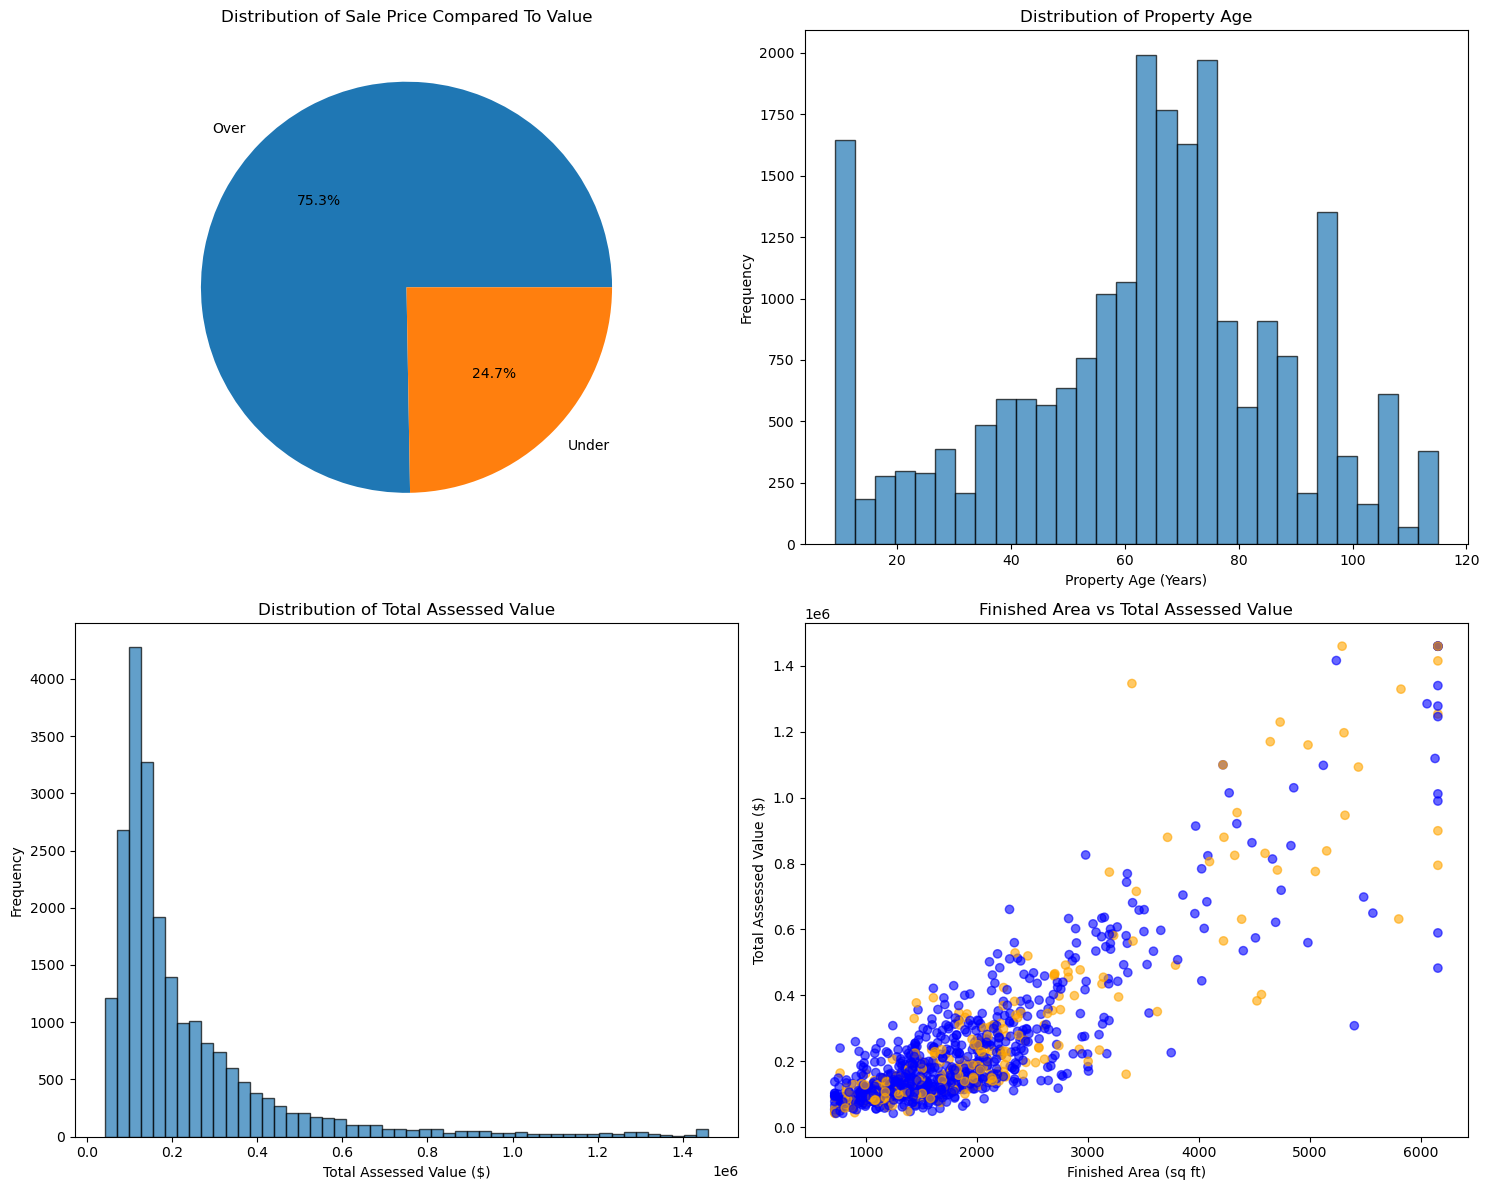 Distribution of Sale Price Compared To Value
Over
75.3%
24.7%
Under
Distribution of Property Age
2000
1750
1500
1250
1000
750
500
250
0
Frequency
20 40 60 80 100 120
Property Age (Years)
Distribution of Total Assessed Value
4000
3500
3000
2500
2000
1500
1000
500
0
Frequency
0.0 0.2 0.4 0.6 0.8 1.0 1.2 1.4
1e6
Total Assessed Value ($)
Finished Area vs Total Assessed Value
1e6
1.4
1.2
1.0
0.8
0.6
0.4
0.2
0.0
Total Assessed Value ($)
1000 2000 3000 4000 5000 6000
Finished Area (sq ft)